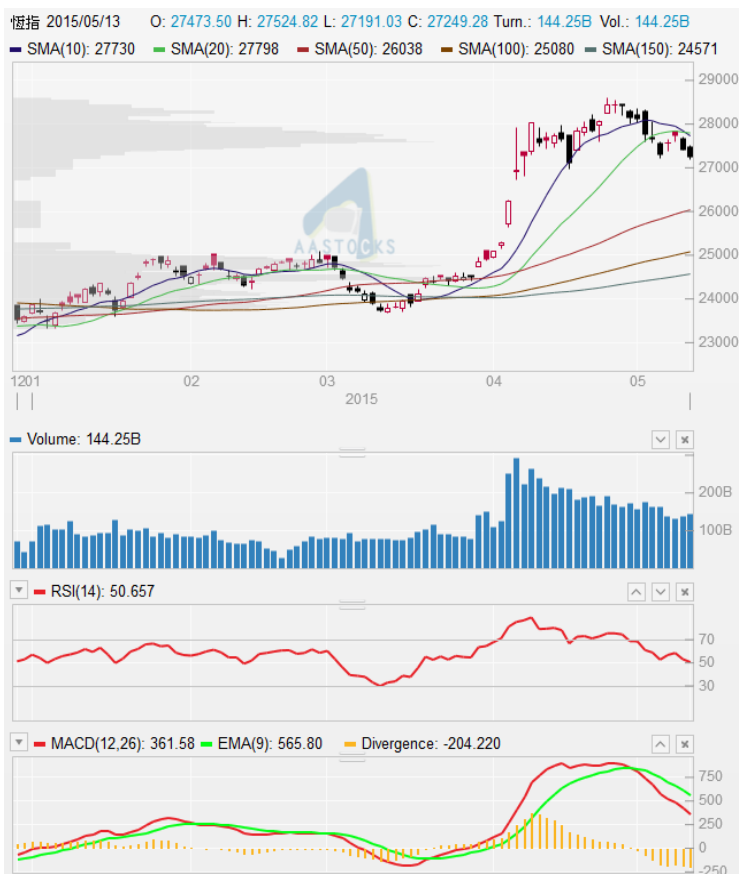 恆指 2015/05/13 O: 27473.50 H: 27524.82 L: 27191.03 C: 27249.28 Turn.: 144.25B Vol.: 144.25B
SMA(10): 27730 SMA(20): 27798 SMA(50): 26038 SMA(100): 25080 SMA(150): 24571
29000
28000
27000
26000
AASTOCKS
25000
24000
23000
1201 02 03 04 05
2015
Volume: 144.25B
200B
100B
RSI(14): 50.657
70
50
30
MACD(12,26): 361.58 EMA(9): 565.80 Divergence: -204.220
750
500
250
0
-250